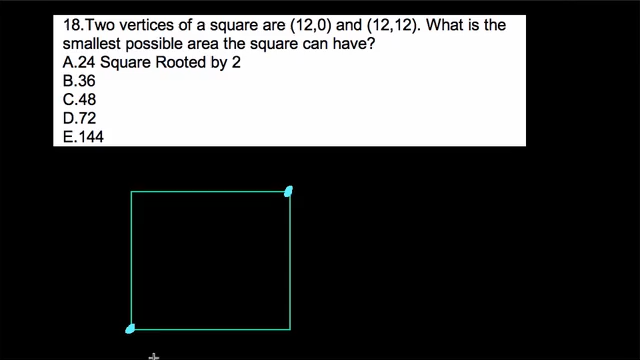 18.Two vertices of a square are (12,0) and (12,12). What is the
smallest possible area the square can have?
A.24 Square Rooted by 2
B.36
C.48
D.72
E.144